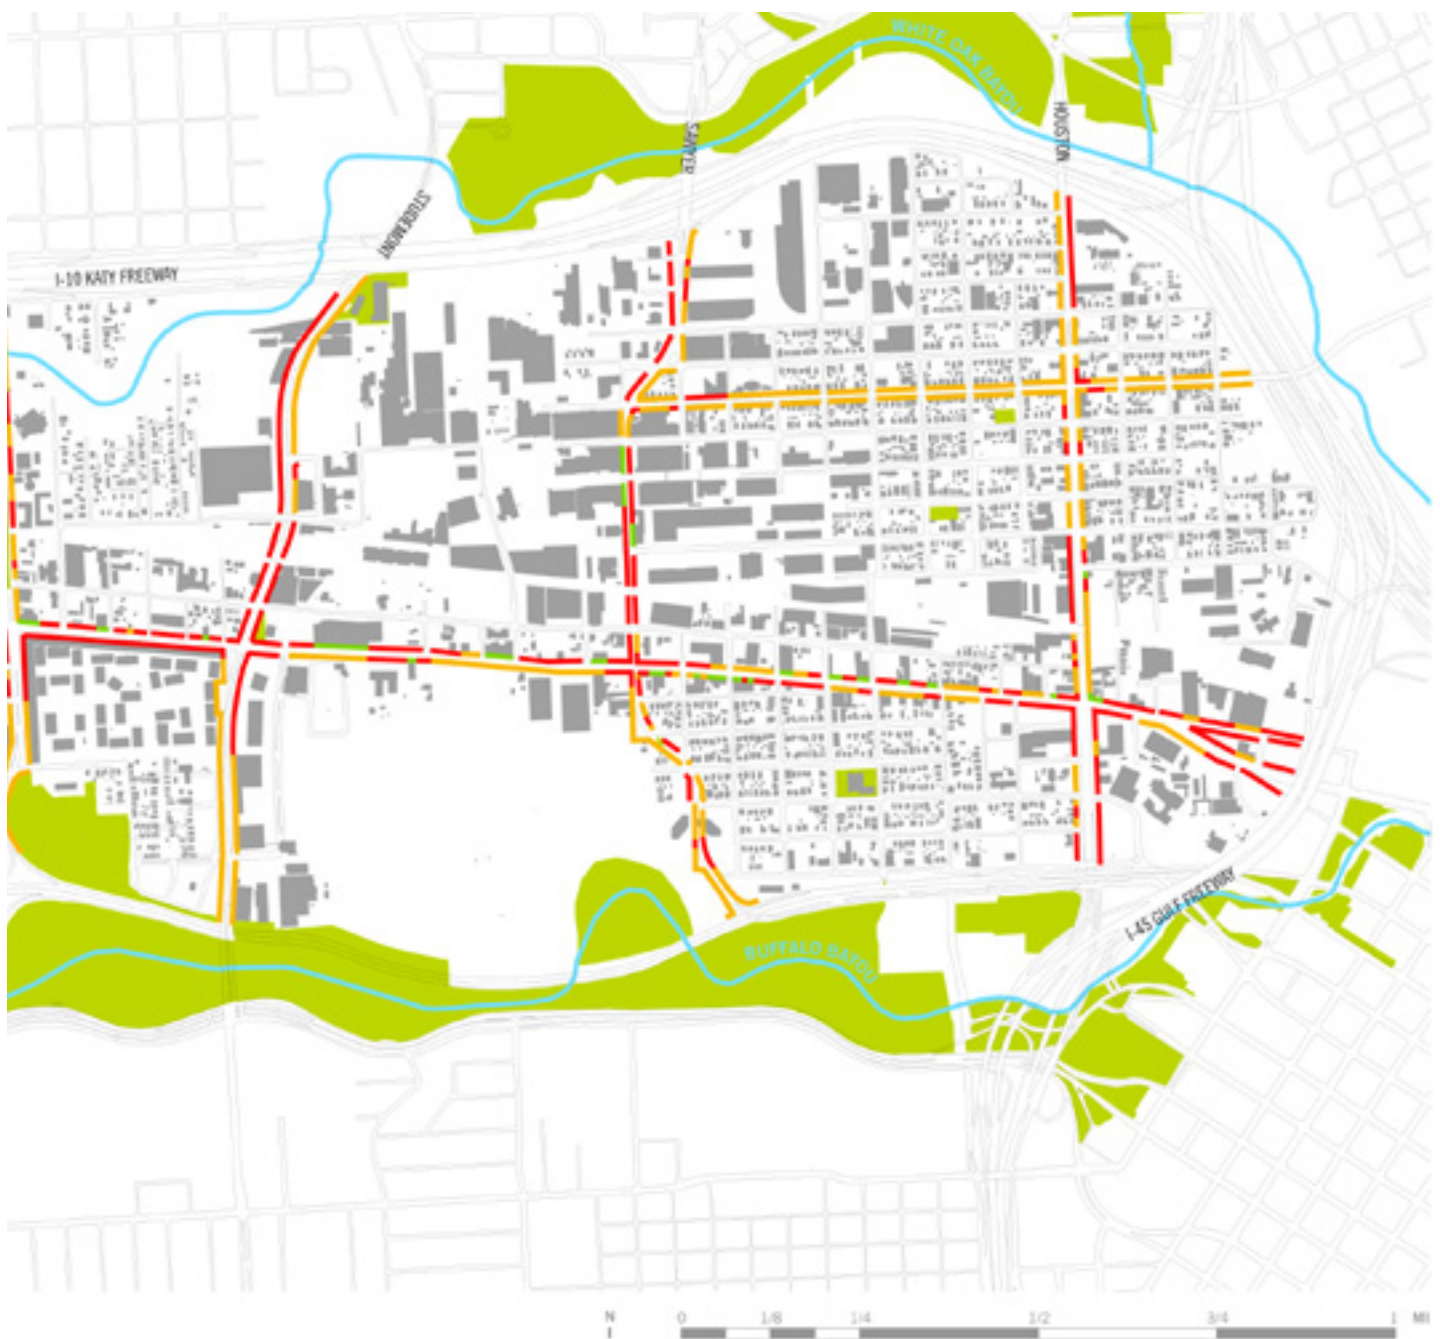 WHITE OAK BAYOU
HOUSTON
SAWYER
STUDEMONT
I-10 KATY FREEWAY
I-45 GULF FREEWAY
BUFFALO BAYOU
N 0 1/8 1/4 1/2 3/4 1 MI